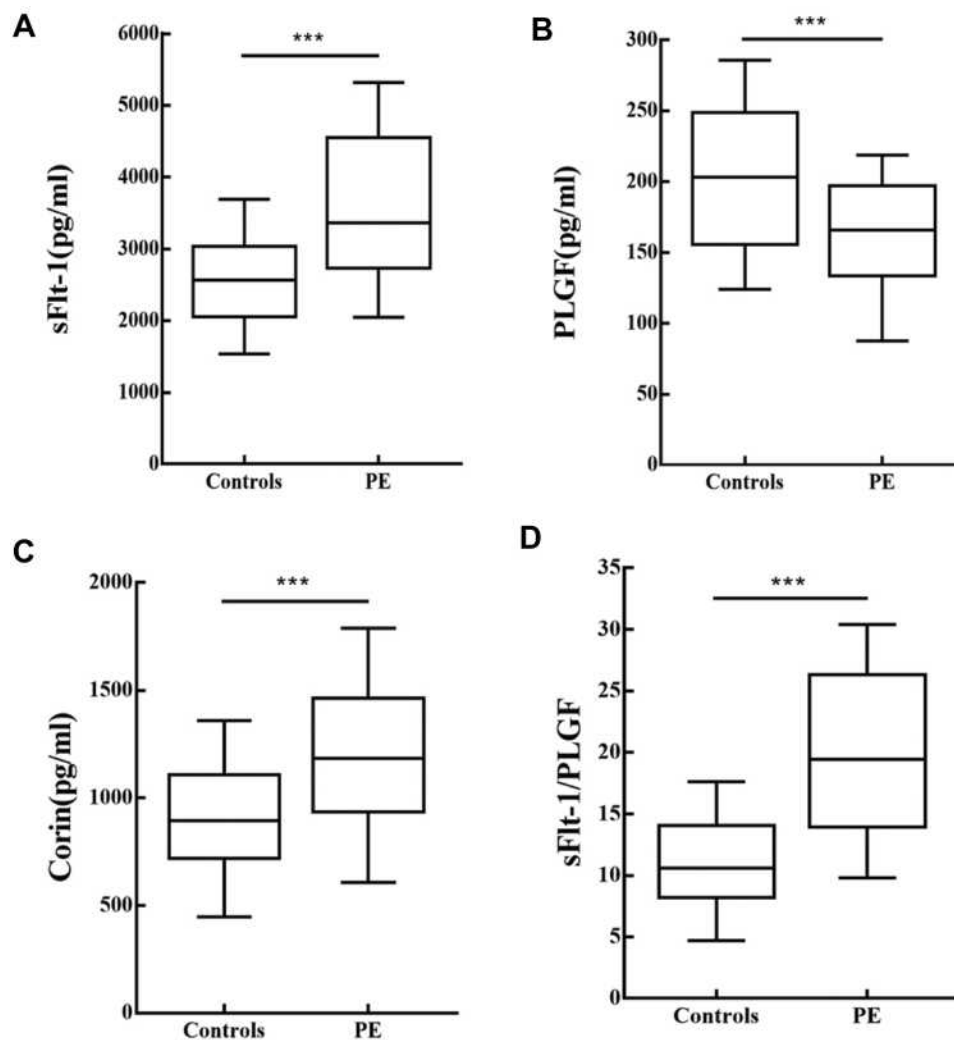 A
sFlt-1(pg/ml)
6000
5000
4000
3000
2000
1000
0
***
Controls
PE
B
PLGF(pg/ml)
300
250
200
150
100
50
0
***
Controls
PE
C
Corin(pg/ml)
2000
1500
1000
500
0
***
Controls
PE
D
sFlt-1/PLGF
35
30
25
20
15
10
5
0
***
Controls
PE